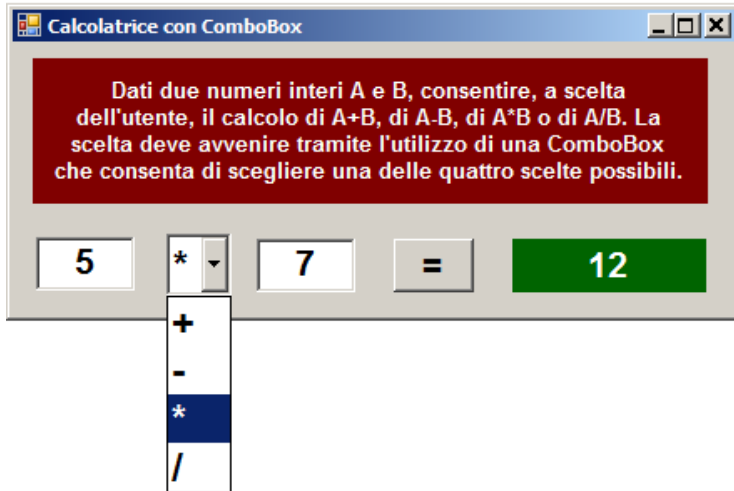 Calcolatrice con ComboBox
Dati due numeri interi A e B, consentire, a scelta
dell'utente, il calcolo di A+B, di A-B, di A*B o di A/B. La
scelta deve avvenire tramite l'utilizzo di una ComboBox
che consenta di scegliere una delle quattro scelte possibili.
5 * 7 = 12
+
-
*
/